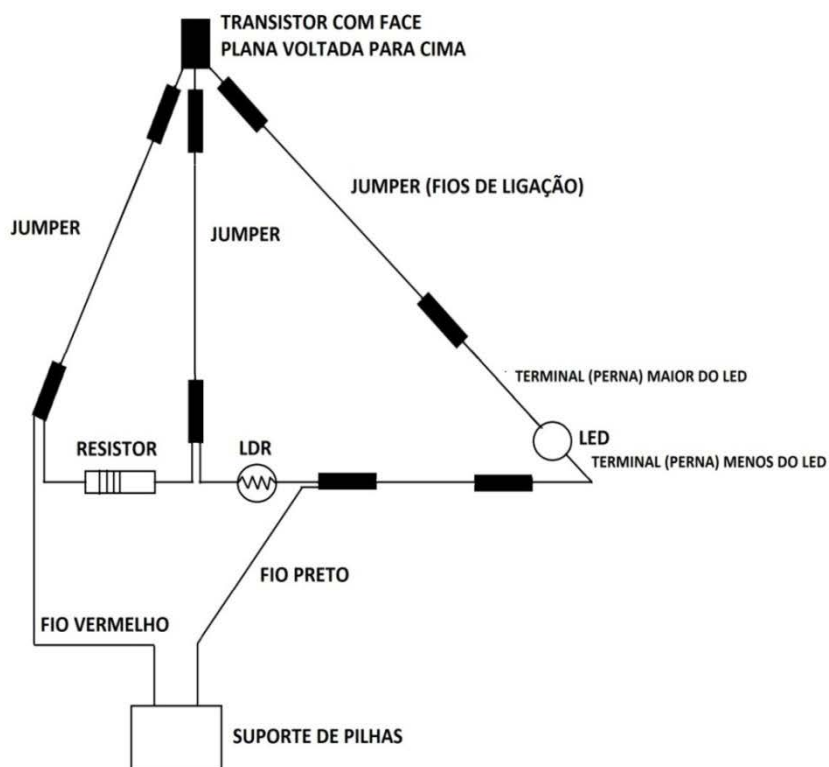 TRANSISTOR COM FACE
PLANA VOLTADA PARA CIMA
JUMPER (FIOS DE LIGAÇÃO)
JUMPER
JUMPER
TERMINAL (PERNA) MAIOR DO LED
RESISTOR
LDR
LED
TERMINAL (PERNA) MENOS DO LED
FIO PRETO
FIO VERMELHO
SUPORTE DE PILHAS